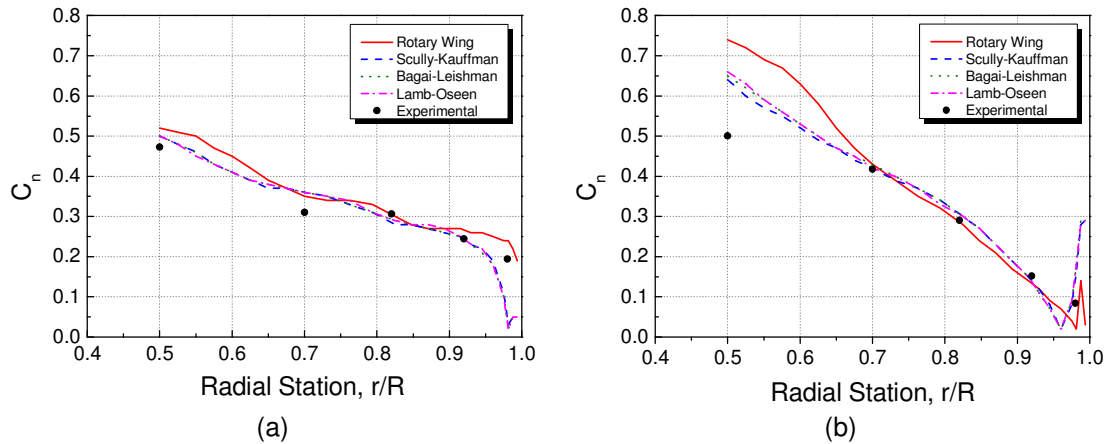 0.8
0.7
0.6
0.5
0.4
0.3
0.2
0.1
0.0
C_n
Rotary Wing
Scully-Kauffman
Bagai-Leishman
Lamb-Oseen
Experimental
0.4 0.5 0.6 0.7 0.8 0.9 1.0
Radial Station, r/R
(a)
0.8
0.7
0.6
0.5
0.4
0.3
0.2
0.1
0.0
C_n
Rotary Wing
Scully-Kauffman
Bagai-Leishman
Lamb-Oseen
Experimental
0.4 0.5 0.6 0.7 0.8 0.9 1.0
Radial Station, r/R
(b)